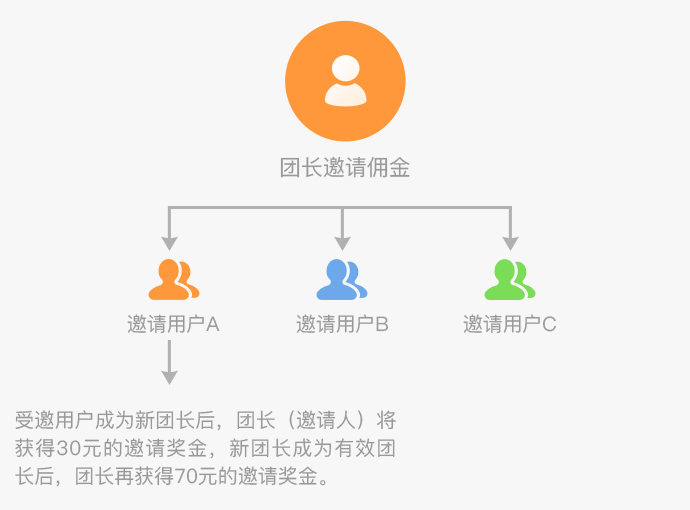 团长邀请佣金
邀请用户A
邀请用户B
邀请用户C
受邀用户成为新团长后，团长（邀请人）将
获得30元的邀请奖金，新团长成为有效团
长后，团长再获得70元的邀请奖金。